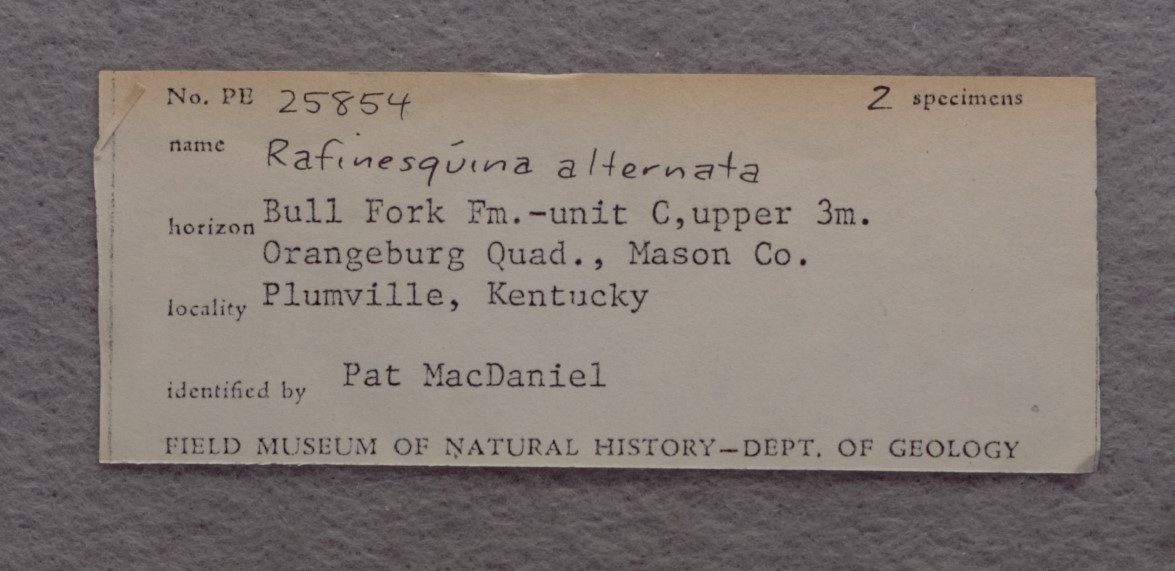 No. PE 25854 2 specimens
name Rafinesquina alternata
horizon Bull Fork Fm.-unit C,upper 3m.
Orangeburg Quad., Mason Co.
locality Plumville, Kentucky
identified by Pat MacDaniel
FIELD MUSEUM OF NATURAL HISTORY—DEPT. OF GEOLOGY